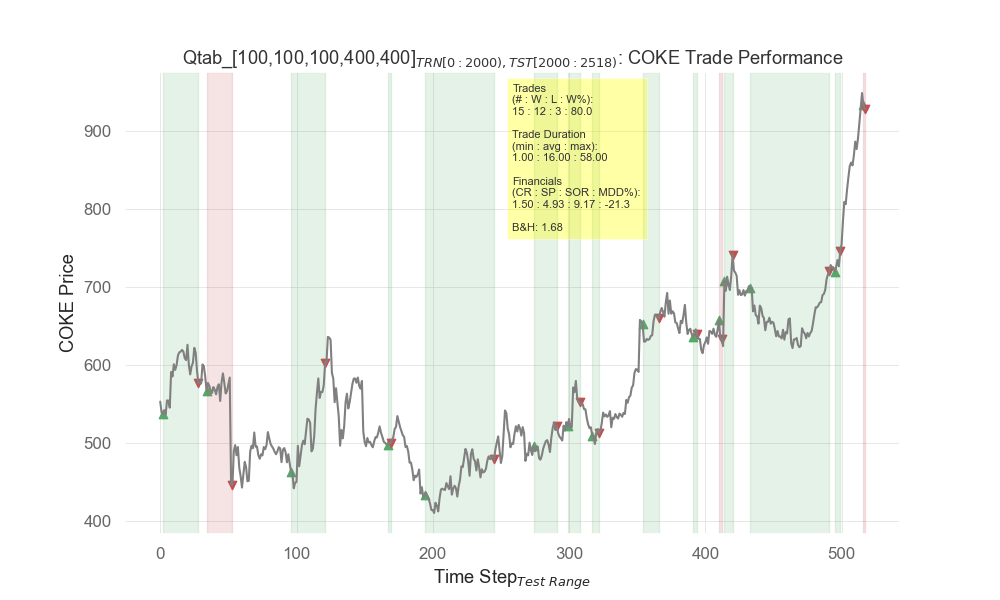 Qtab_[100,100,100,400,400]TRN[0 : 2000), TST[2000 : 2518) : COKE Trade Performance
Trades
(# : W : L : W%):
15 : 12 : 3 : 80.0
Trade Duration
(min : avg : max):
1.00 : 16.00 : 58.00
Financials
(CR : SP : SOR : MDD%):
1.50 : 4.93 : 9.17 : -21.3
B&H: 1.68
COKE Price
900
800
700
600
500
400
0 100 200 300 400 500
Time Step Test Range